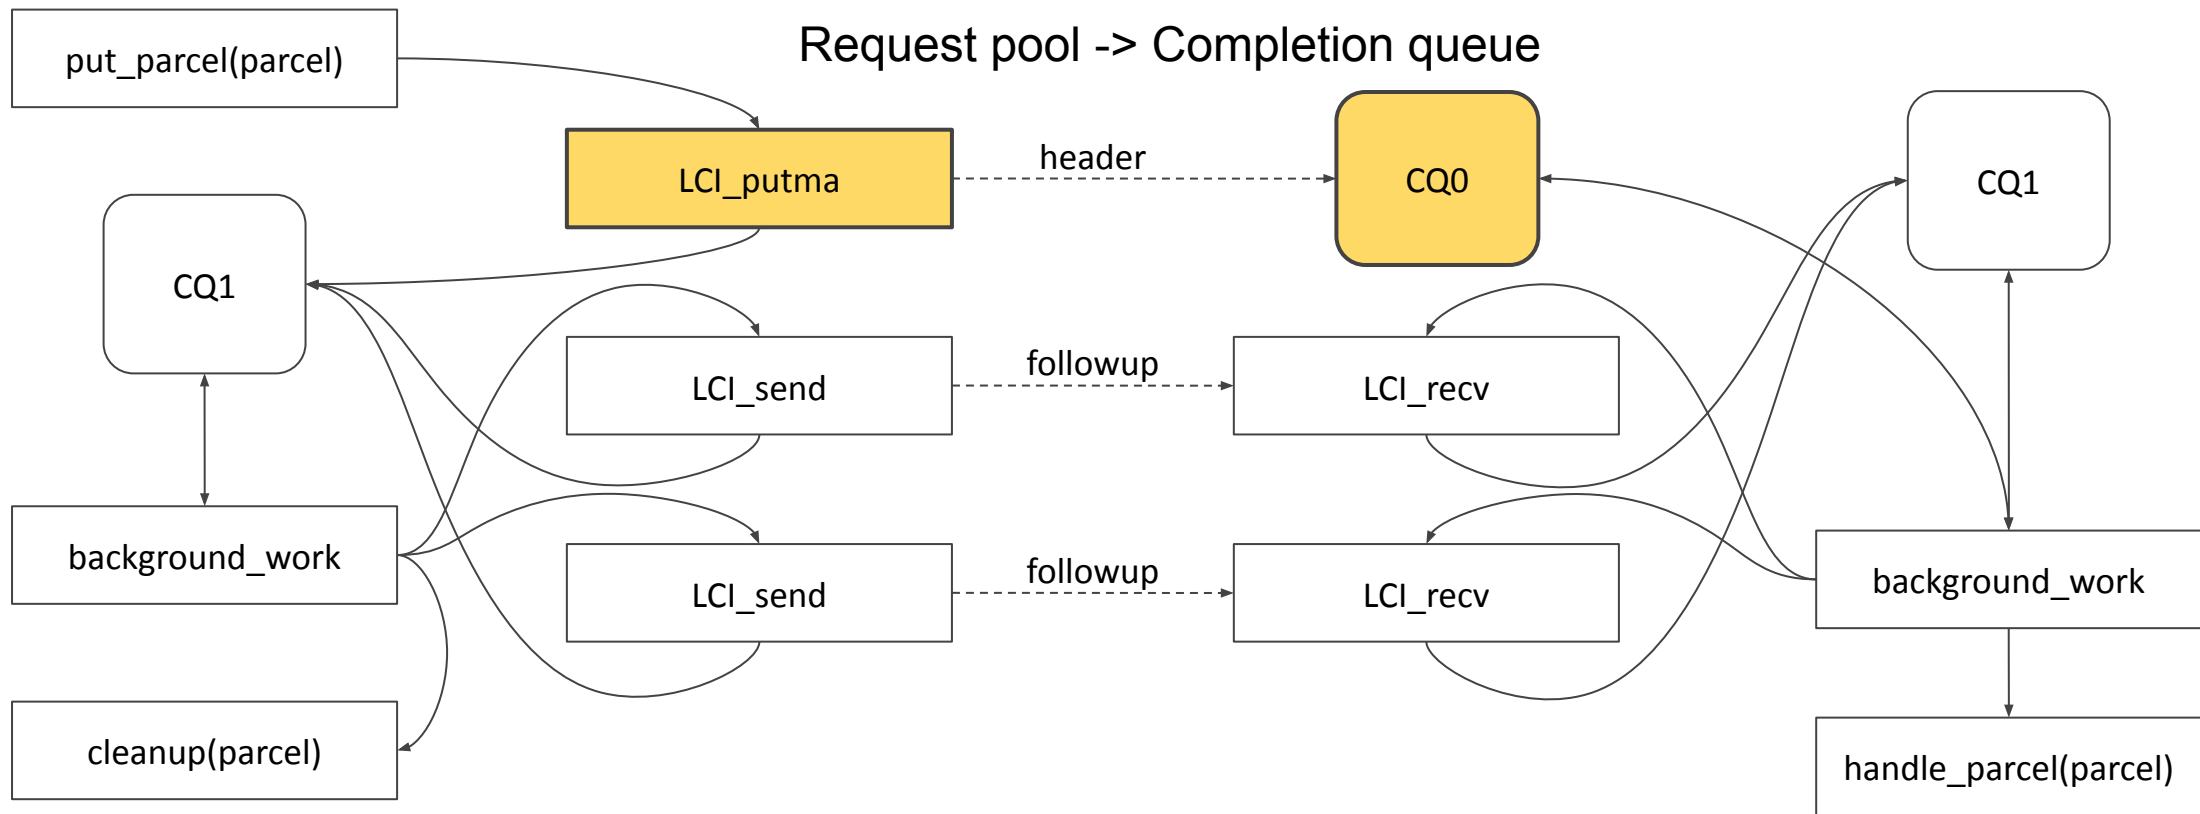 put_parcel(parcel)
Request pool -> Completion queue
LCI_putma
header
CQ0
CQ1
CQ1
LCI_send
followup
LCI_recv
background_work
LCI_send
followup
LCI_recv
background_work
cleanup(parcel)
handle_parcel(parcel)